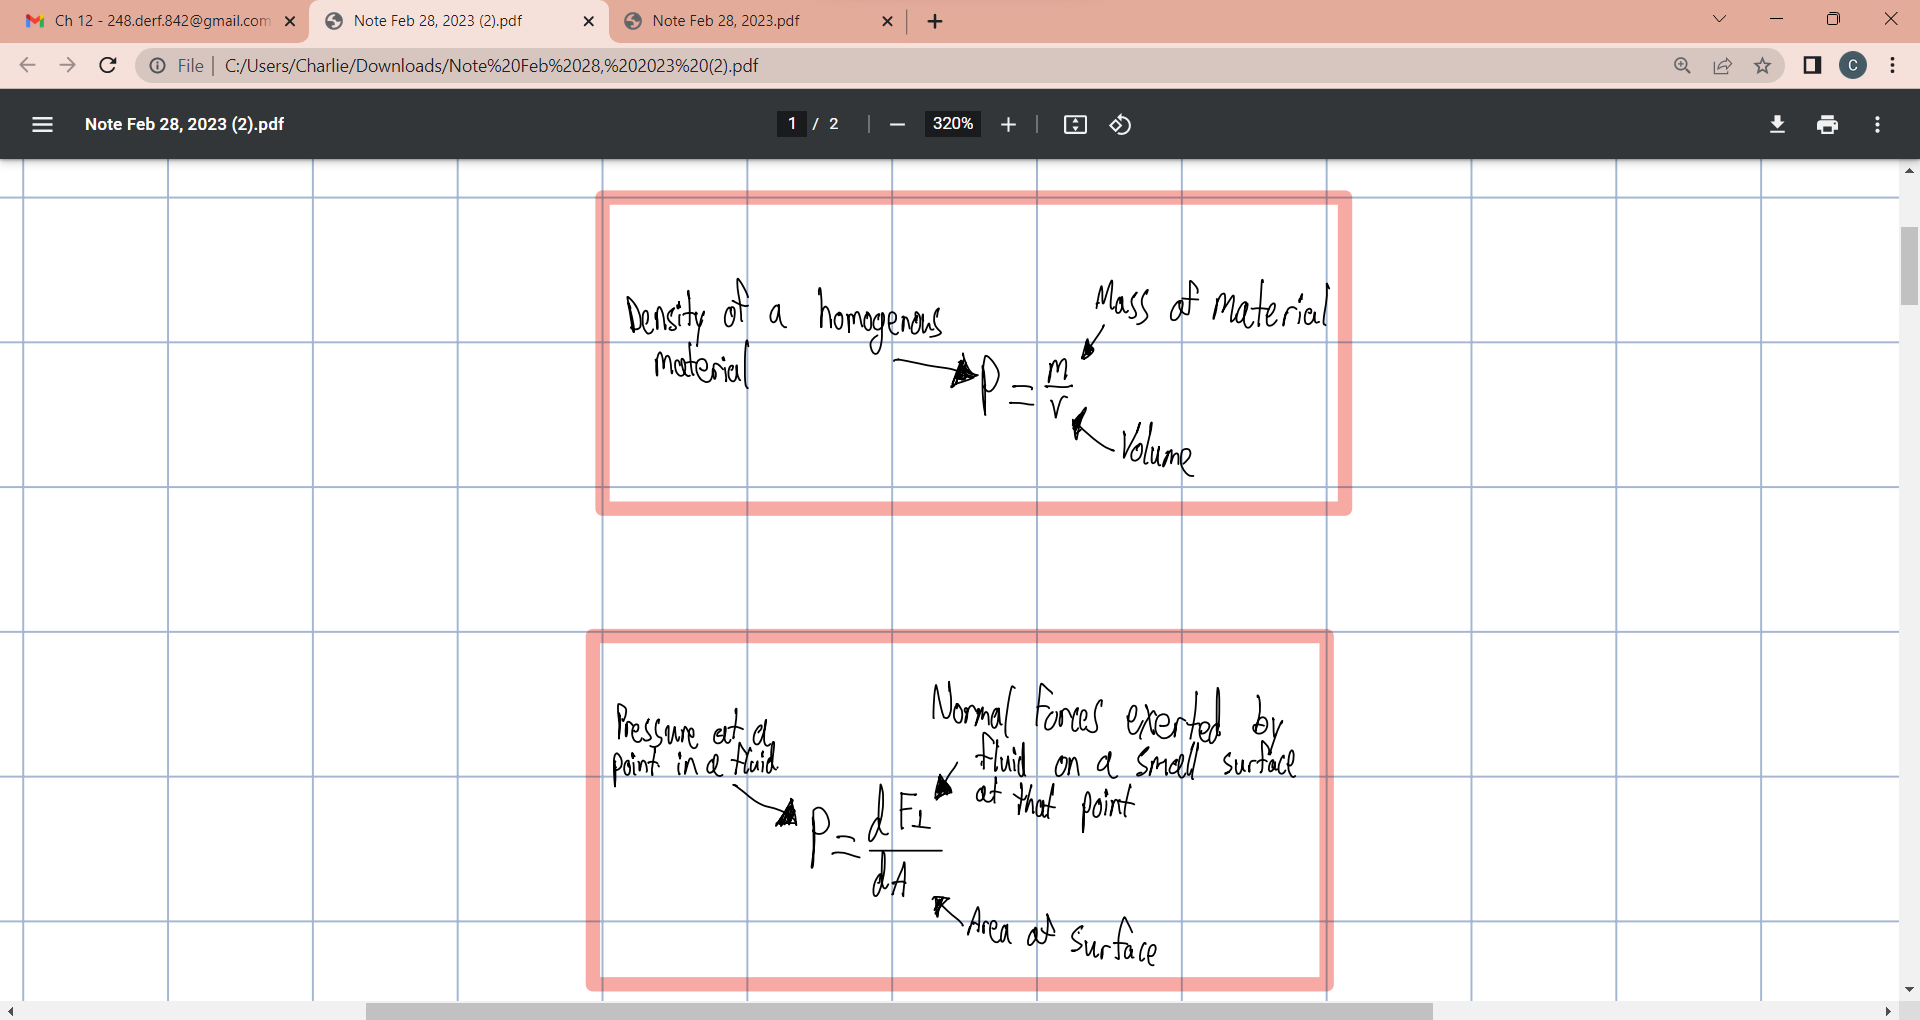 Ch 12 - 248.derf.842@gmail.com
Note Feb 28, 2023 (2).pdf
Note Feb 28, 2023.pdf
File | C:/Users/Charlie/Downloads/Note%20Feb%2028,%202023%20(2).pdf
C
Note Feb 28, 2023 (2).pdf
1 / 2
320%
Density of a homogenous
material
Mass of material
P = m/v
Volume
Pressure at a
point in a fluid
Normal Forces exerted by
fluid on a small surface
at that point
P = dF⊥/dA
Area at surface